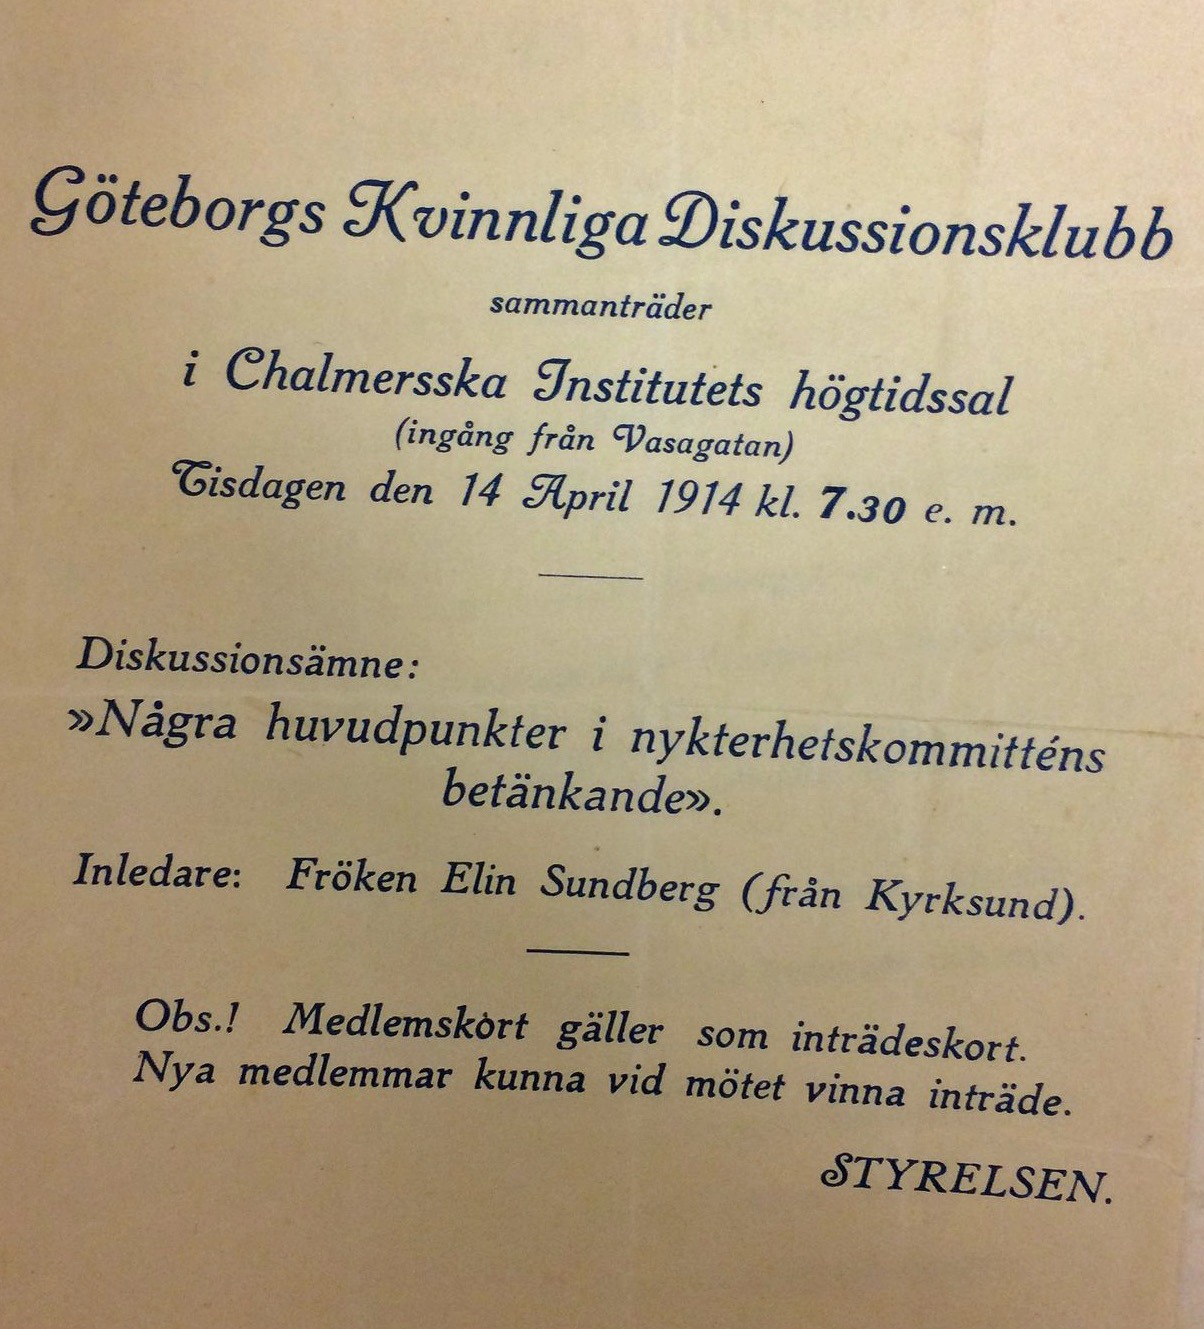 Göteborgs Kvinnliga Diskussionsklubb
sammanträder
i Chalmersska Institutets högtidssal
(ingång från Vasagatan)
Tisdagen den 14 April 1914 kl. 7.30 e. m.
Diskussionsämne:
»Några huvudpunkter i nykterhetskommitténs
betänkande».
Inledare: Fröken Elin Sundberg (från Kyrksund).
Obs.! Medlemskort gäller som inträdeskort.
Nya medlemmar kunna vid mötet vinna inträde.
STYRELSEN.